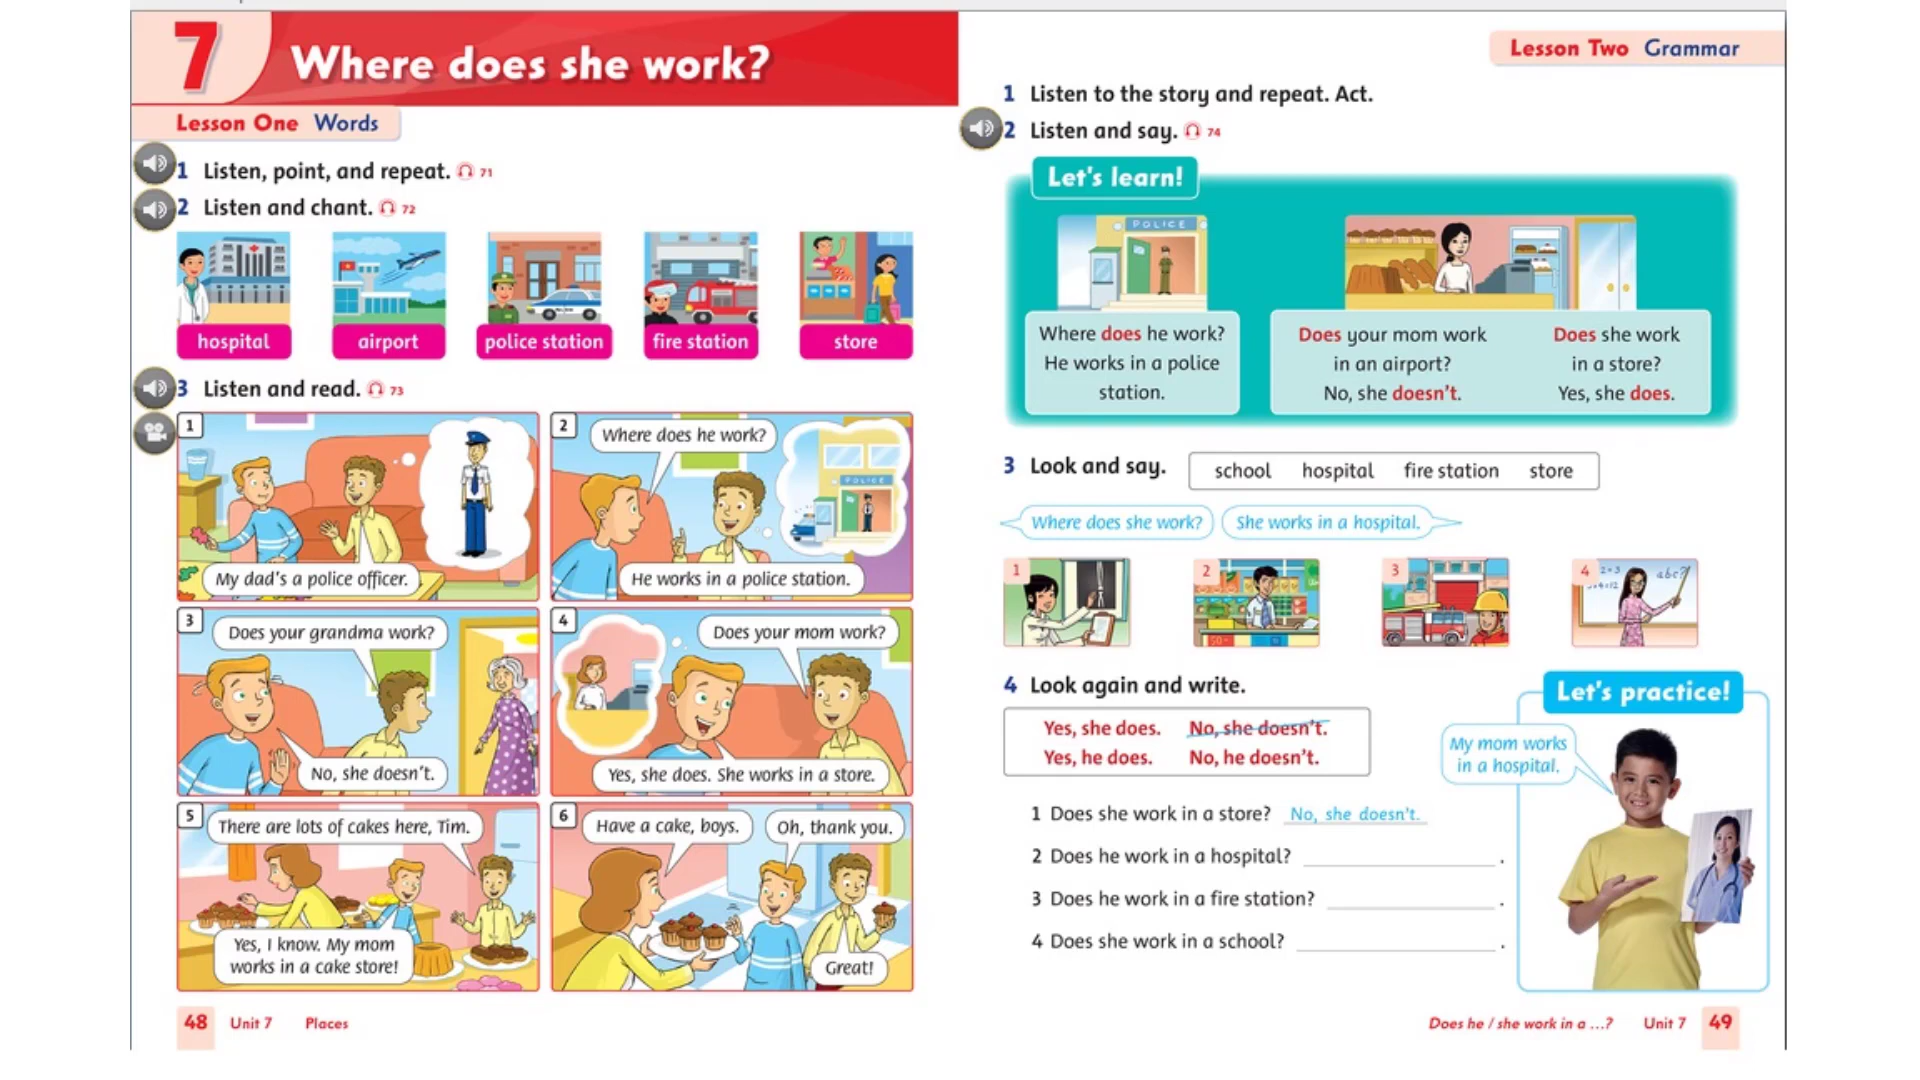 7
Where does she work?
Lesson One Words
1 Listen, point, and repeat. 71
2 Listen and chant. 72
hospital
airport
police station
fire station
store
3 Listen and read. 73
1
My dad's a police officer.
2
Where does he work?
POLICE
He works in a police station.
3
Does your grandma work?
No, she doesn't.
4
Does your mom work?
Yes, she does. She works in a store.
5
There are lots of cakes here, Tim.
Yes, I know. My mom
works in a cake store!
6
Have a cake, boys.
Oh, thank you.
Great!
48 Unit 7 Places
Lesson Two Grammar
1 Listen to the story and repeat. Act.
2 Listen and say. 74
Let's learn!
POLICE
Where does he work?
He works in a police
station.
Does your mom work
in an airport?
No, she doesn't.
Does she work
in a store?
Yes, she does.
3 Look and say.
school hospital fire station store
Where does she work?
She works in a hospital.
1
2
3
4
abc?
4 Look again and write.
Yes, she does. No, she doesn't.
Yes, he does. No, he doesn't.
1 Does she work in a store? No, she doesn't.
2 Does he work in a hospital? .
3 Does he work in a fire station? .
4 Does she work in a school? .
Let's practice!
My mom works
in a hospital.
Does he / she work in a ...? Unit 7 49